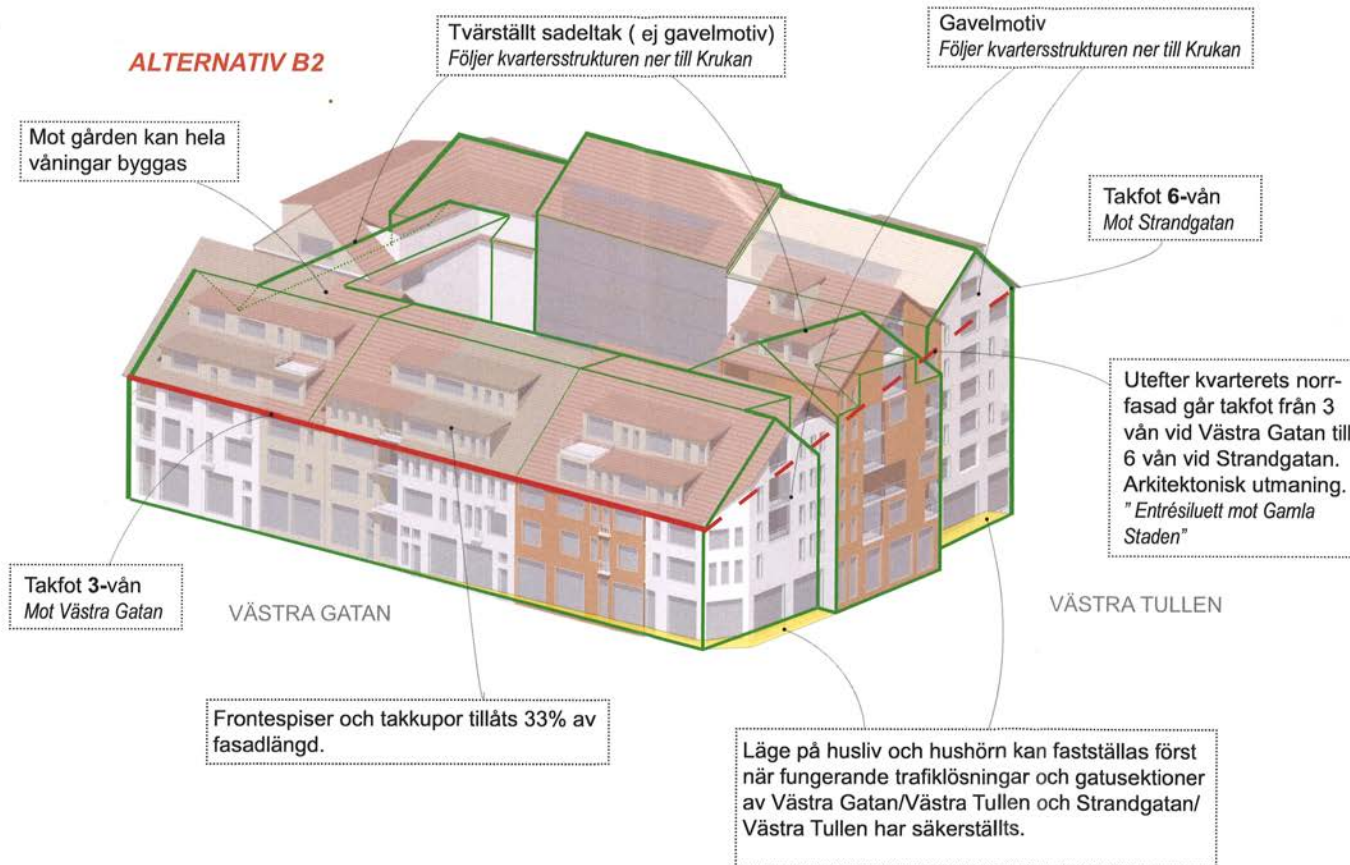 ALTERNATIV B2
Tvärställt sadeltak ( ej gavelmotiv)
Följer kvartersstrukturen ner till Krukan
Gavelmotiv
Följer kvartersstrukturen ner till Krukan
Mot gården kan hela
våningar byggas
Takfot 6-vån
Mot Strandgatan
Utefter kvarterets norr-
fasad går takfot från 3
vån vid Västra Gatan till
6 vån vid Strandgatan.
Arkitektonisk utmaning.
" Entrésiluett mot Gamla
Staden"
Takfot 3-vån
Mot Västra Gatan
VÄSTRA GATAN
VÄSTRA TULLEN
Frontespiser och takkupor tillåts 33% av
fasadlängd.
Läge på husliv och hushörn kan fastställas först
när fungerande trafiklösningar och gatusektioner
av Västra Gatan/Västra Tullen och Strandgatan/
Västra Tullen har säkerställts.